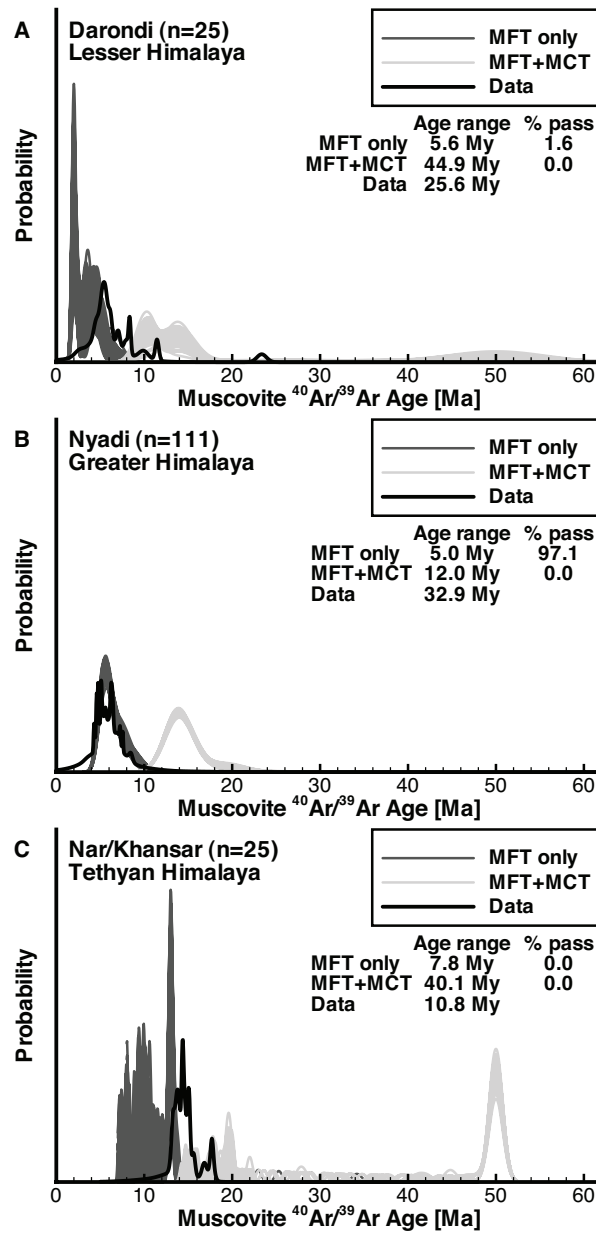 A Darondi (n=25)
Lesser Himalaya
MFT only
MFT+MCT
Data
Age range % pass
MFT only 5.6 My 1.6
MFT+MCT 44.9 My 0.0
Data 25.6 My
Probability
0 10 20 30 40 50 60
Muscovite ⁴⁰Ar/³⁹Ar Age [Ma]
B Nyadi (n=111)
Greater Himalaya
MFT only
MFT+MCT
Data
Age range % pass
MFT only 5.0 My 97.1
MFT+MCT 12.0 My 0.0
Data 32.9 My
Probability
0 10 20 30 40 50 60
Muscovite ⁴⁰Ar/³⁹Ar Age [Ma]
C Nar/Khansar (n=25)
Tethyan Himalaya
MFT only
MFT+MCT
Data
Age range % pass
MFT only 7.8 My 0.0
MFT+MCT 40.1 My 0.0
Data 10.8 My
Probability
0 10 20 30 40 50 60
Muscovite ⁴⁰Ar/³⁹Ar Age [Ma]